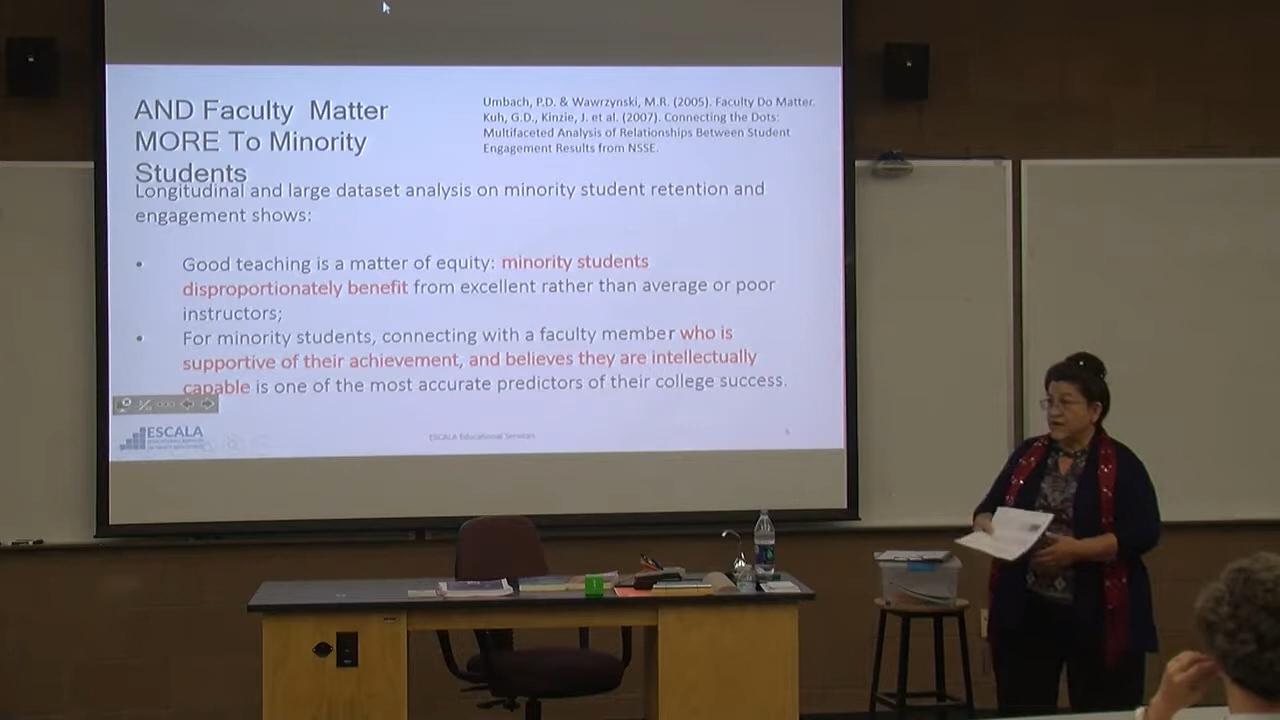 AND Faculty Matter
MORE To Minority
Students
Umbach, P.D. & Wawrzynski, M.R. (2005). Faculty Do Matter.
Kuh, G.D., Kinzie, J. et al. (2007). Connecting the Dots:
Multifaceted Analysis of Relationships Between Student
Engagement Results from NSSE.
Longitudinal and large dataset analysis on minority student retention and
engagement shows:
• Good teaching is a matter of equity: minority students
disproportionately benefit from excellent rather than average or poor
instructors;
• For minority students, connecting with a faculty member who is
supportive of their achievement, and believes they are intellectually
capable is one of the most accurate predictors of their college success.
ESCALA
ESCALA Educational Services